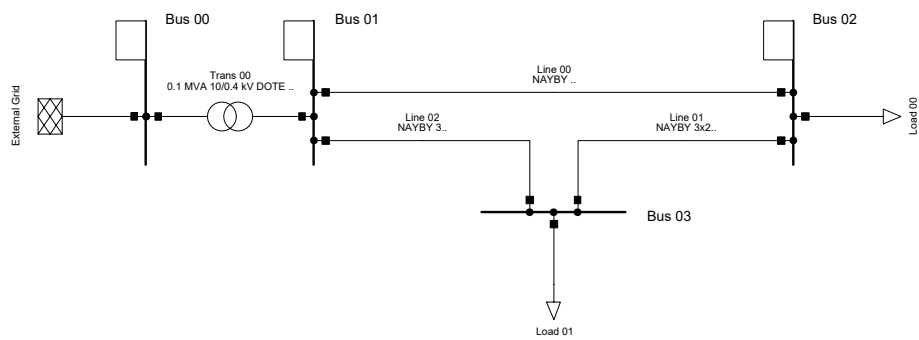 Bus 00
Bus 01
Bus 02
Trans 00
0.1 MVA 10/0.4 kV DOTE ..
Line 00
NAYBY ..
External Grid
Line 02
NAYBY 3..
Line 01
NAYBY 3x2..
Load 00
Bus 03
Load 01